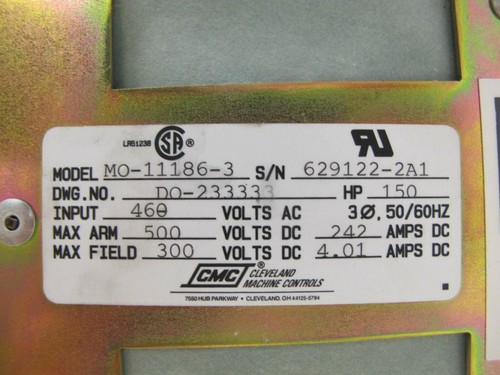 LR51238 SA ® RU
MODEL MO-11186-3 S/N 629122-2A1
DWG.NO. DO-233333 HP 150
INPUT 460 VOLTS AC 3Ø, 50/60HZ
MAX ARM 500 VOLTS DC 242 AMPS DC
MAX FIELD 300 VOLTS DC 4.01 AMPS DC
CMC ® CLEVELAND
MACHINE CONTROLS
7550 HUB PARKWAY • CLEVELAND, OH 44125-5794